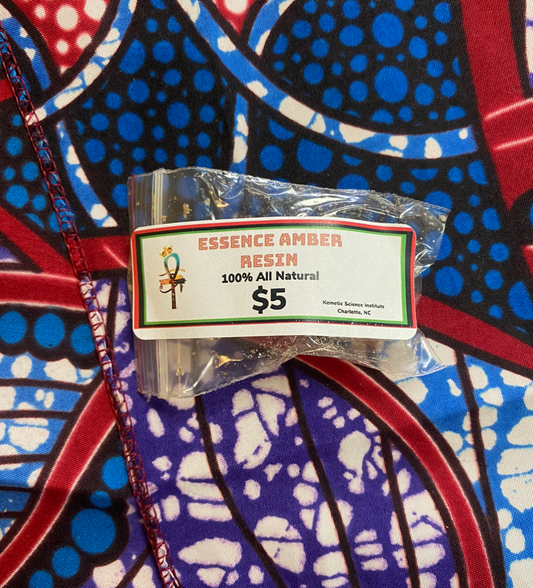 ESSENCE AMBER
RESIN
100% All Natural
$5
Kemetic Science Institute
Charlotte, NC